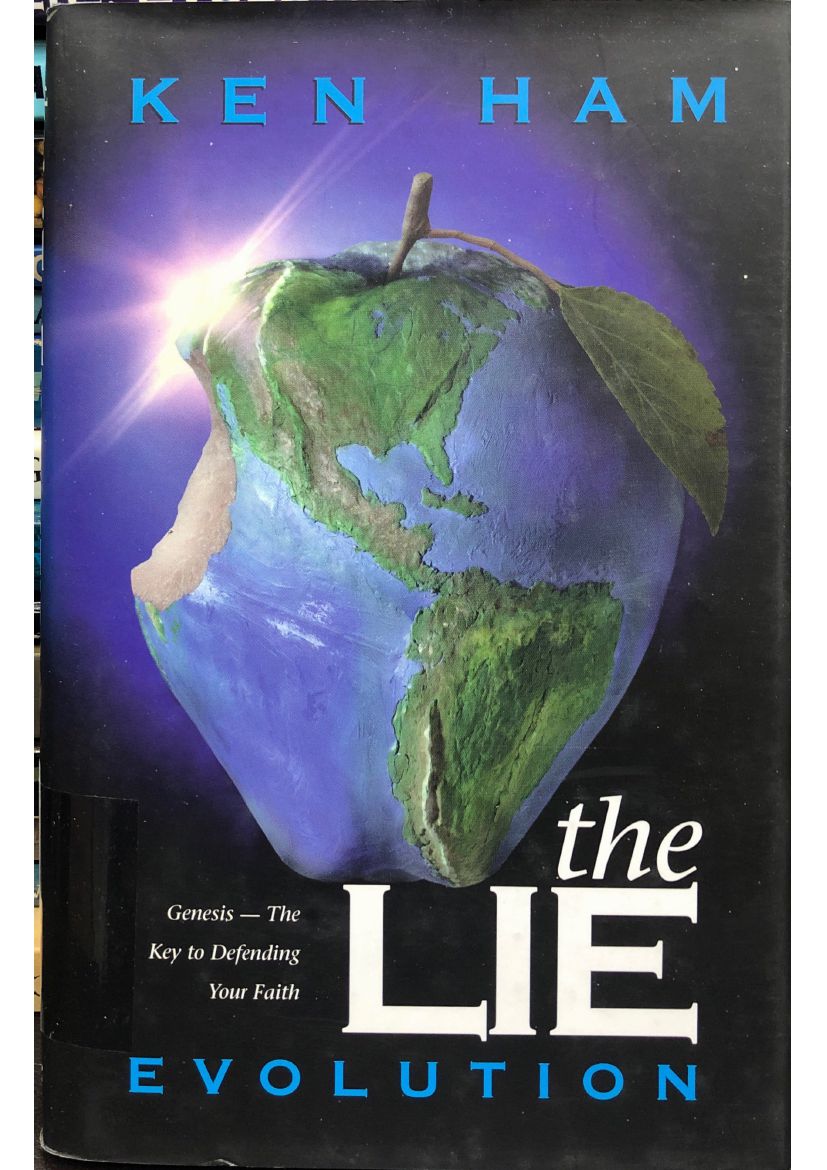 KEN HAM
the
LIE
Genesis — The
Key to Defending
Your Faith
EVOLUTION